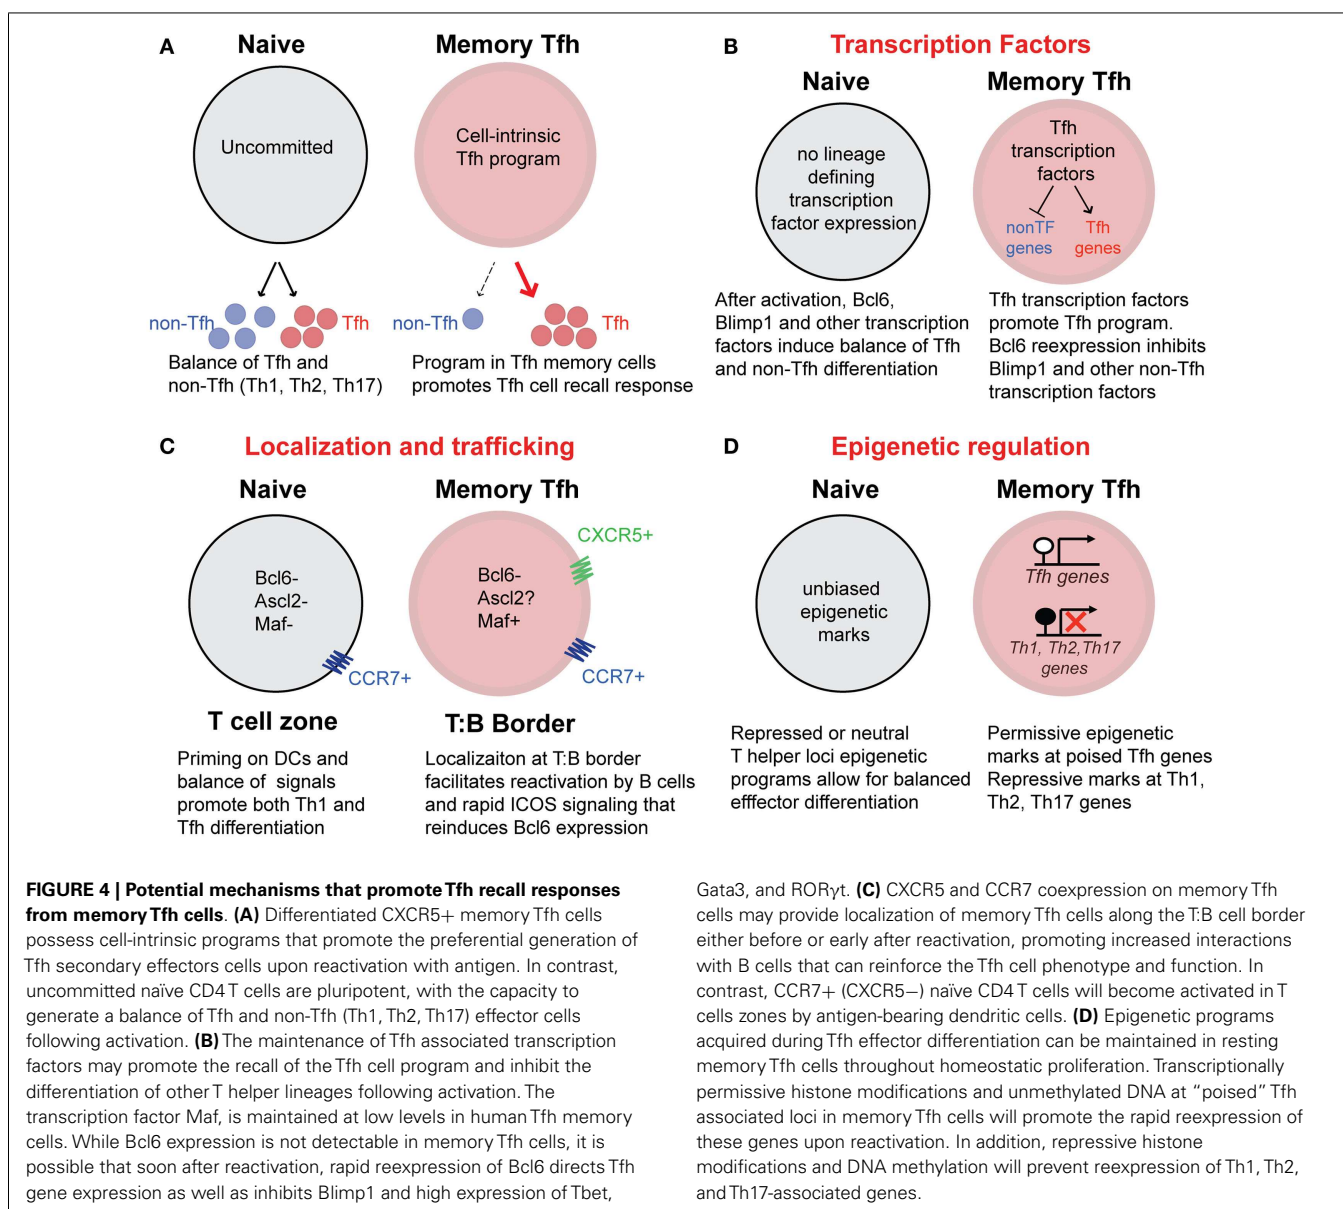 A
Naive
Memory Tfh
Uncommitted
Cell-intrinsic
Tfh program
non-Tfh
Tfh
non-Tfh
Tfh
Balance of Tfh and
non-Tfh (Th1, Th2, Th17)
Program in Tfh memory cells
promotes Tfh cell recall response
B
Transcription Factors
Naive
Memory Tfh
no lineage
defining
transcription
factor expression
Tfh
transcription
factors
nonTF
genes
Tfh
genes
After activation, Bcl6,
Blimp1 and other transcription
factors induce balance of Tfh
and non-Tfh differentiation
Tfh transcription factors
promote Tfh program.
Bcl6 reexpression inhibits
Blimp1 and other non-Tfh
transcription factors
C
Localization and trafficking
Naive
Memory Tfh
Bcl6-
Ascl2-
Maf-
CCR7+
Bcl6-
Ascl2?
Maf+
CXCR5+
CCR7+
T cell zone
T:B Border
Priming on DCs and
balance of signals
promote both Th1 and
Tfh differentiation
Localizaiton at T:B border
facilitates reactivation by B cells
and rapid ICOS signaling that
reinduces Bcl6 expression
D
Epigenetic regulation
Naive
Memory Tfh
unbiased
epigenetic
marks
Tfh genes
Th1, Th2,Th17
genes
Repressed or neutral
T helper loci epigenetic
programs allow for balanced
efffector differentiation
Permissive epigenetic
marks at poised Tfh genes
Repressive marks at Th1,
Th2, Th17 genes
FIGURE 4 | Potential mechanisms that promote Tfh recall responses
from memory Tfh cells. (A) Differentiated CXCR5+ memory Tfh cells
possess cell-intrinsic programs that promote the preferential generation of
Tfh secondary effectors cells upon reactivation with antigen. In contrast,
uncommitted naïve CD4 T cells are pluripotent, with the capacity to
generate a balance of Tfh and non-Tfh (Th1, Th2, Th17) effector cells
following activation. (B) The maintenance of Tfh associated transcription
factors may promote the recall of the Tfh cell program and inhibit the
differentiation of other T helper lineages following activation. The
transcription factor Maf, is maintained at low levels in human Tfh memory
cells. While Bcl6 expression is not detectable in memory Tfh cells, it is
possible that soon after reactivation, rapid reexpression of Bcl6 directs Tfh
gene expression as well as inhibits Blimp1 and high expression of Tbet,
Gata3, and RORγt. (C) CXCR5 and CCR7 coexpression on memory Tfh
cells may provide localization of memory Tfh cells along the T:B cell border
either before or early after reactivation, promoting increased interactions
with B cells that can reinforce the Tfh cell phenotype and function. In
contrast, CCR7+ (CXCR5−) naïve CD4 T cells will become activated in T
cells zones by antigen-bearing dendritic cells. (D) Epigenetic programs
acquired during Tfh effector differentiation can be maintained in resting
memory Tfh cells throughout homeostatic proliferation. Transcriptionally
permissive histone modifications and unmethylated DNA at “poised” Tfh
associated loci in memory Tfh cells will promote the rapid reexpression of
these genes upon reactivation. In addition, repressive histone
modifications and DNA methylation will prevent reexpression of Th1, Th2,
and Th17-associated genes.